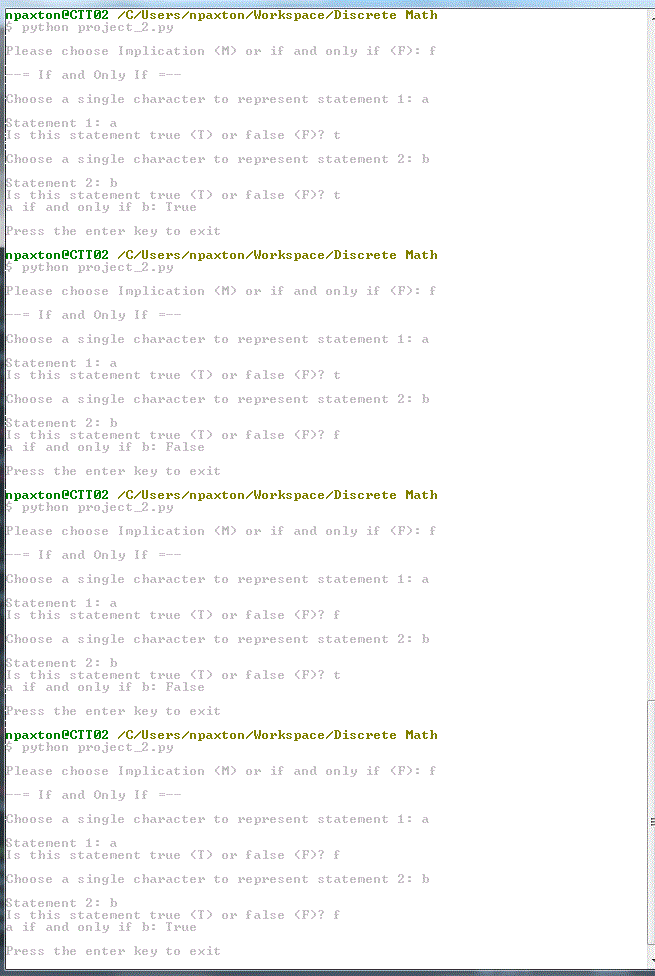 npaxton@CTT02 /C/Users/npaxton/Workspace/Discrete Math
$ python project_2.py
Please choose Implication (M) or if and only if (F): f
--= If and Only If =--
Choose a single character to represent statement 1: a
Statement 1: a
Is this statement true (T) or false (F)? t
Choose a single character to represent statement 2: b
Statement 2: b
Is this statement true (T) or false (F)? t
a if and only if b: True
Press the enter key to exit
npaxton@CTT02 /C/Users/npaxton/Workspace/Discrete Math
$ python project_2.py
Please choose Implication (M) or if and only if (F): f
--= If and Only If =--
Choose a single character to represent statement 1: a
Statement 1: a
Is this statement true (T) or false (F)? t
Choose a single character to represent statement 2: b
Statement 2: b
Is this statement true (T) or false (F)? f
a if and only if b: False
Press the enter key to exit
npaxton@CTT02 /C/Users/npaxton/Workspace/Discrete Math
$ python project_2.py
Please choose Implication (M) or if and only if (F): f
--= If and Only If =--
Choose a single character to represent statement 1: a
Statement 1: a
Is this statement true (T) or false (F)? f
Choose a single character to represent statement 2: b
Statement 2: b
Is this statement true (T) or false (F)? t
a if and only if b: False
Press the enter key to exit
npaxton@CTT02 /C/Users/npaxton/Workspace/Discrete Math
$ python project_2.py
Please choose Implication (M) or if and only if (F): f
--= If and Only If =--
Choose a single character to represent statement 1: a
Statement 1: a
Is this statement true (T) or false (F)? f
Choose a single character to represent statement 2: b
Statement 2: b
Is this statement true (T) or false (F)? f
a if and only if b: True
Press the enter key to exit